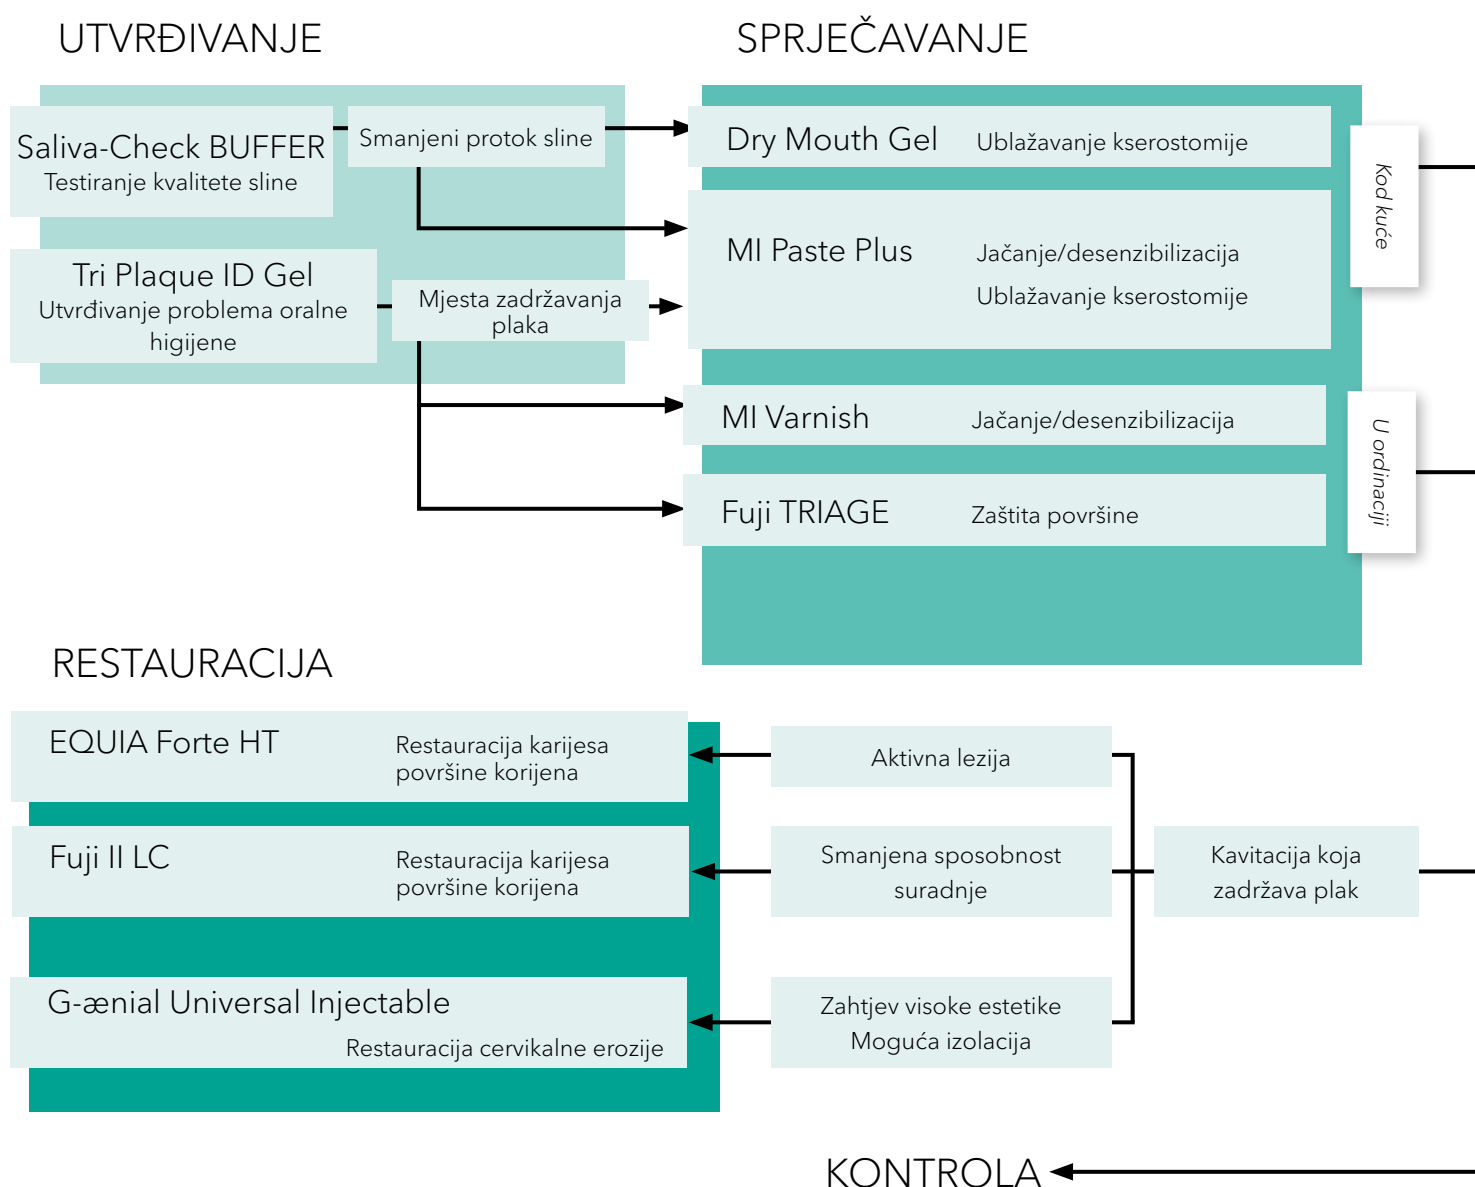 UTVRĐIVANJE
SPRJEČAVANJE
Saliva-Check BUFFER
Testiranje kvalitete sline
Smanjeni protok sline
Dry Mouth Gel
Ublažavanje kserostomije
Kod kuće
MI Paste Plus
Jačanje/desenzibilizacija
Ublažavanje kserostomije
Tri Plaque ID Gel
Utvrđivanje problema oralne
higijene
Mjesta zadržavanja
plaka
MI Varnish
Jačanje/desenzibilizacija
U ordinaciji
Fuji TRIAGE
Zaštita površine
RESTAURACIJA
EQUIA Forte HT
Restauracija karijesa
površine korijena
Aktivna lezija
Fuji II LC
Restauracija karijesa
površine korijena
Smanjena sposobnost
suradnje
Kavitacija koja
zadržava plak
G-ænial Universal Injectable
Restauracija cervikalne erozije
Zahtjev visoke estetike
Moguća izolacija
KONTROLA